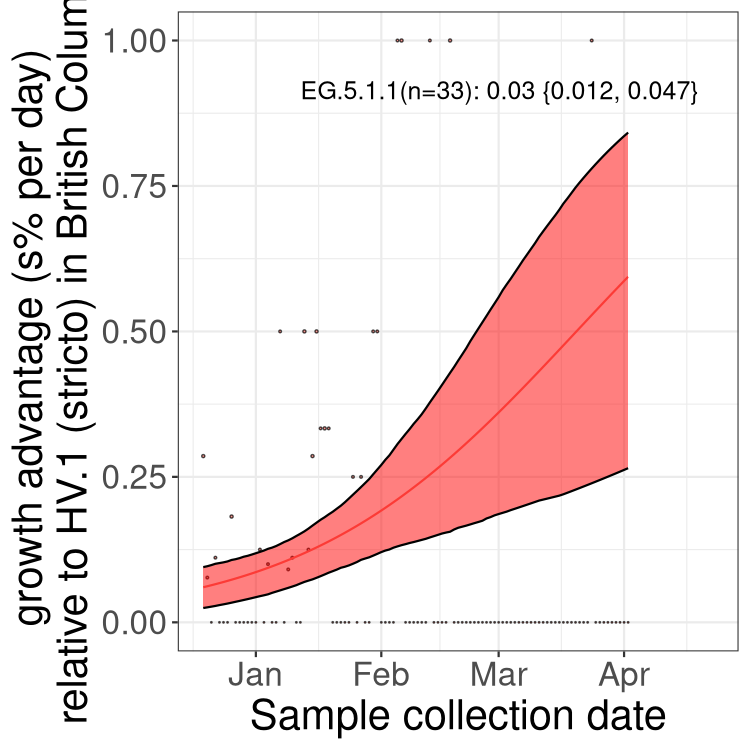 growth advantage (s% per day)
relative to HV.1 (stricto) in British Colum
1.00
0.75
0.50
0.25
0.00
EG.5.1.1(n=33): 0.03 {0.012, 0.047}
Jan Feb Mar Apr
Sample collection date